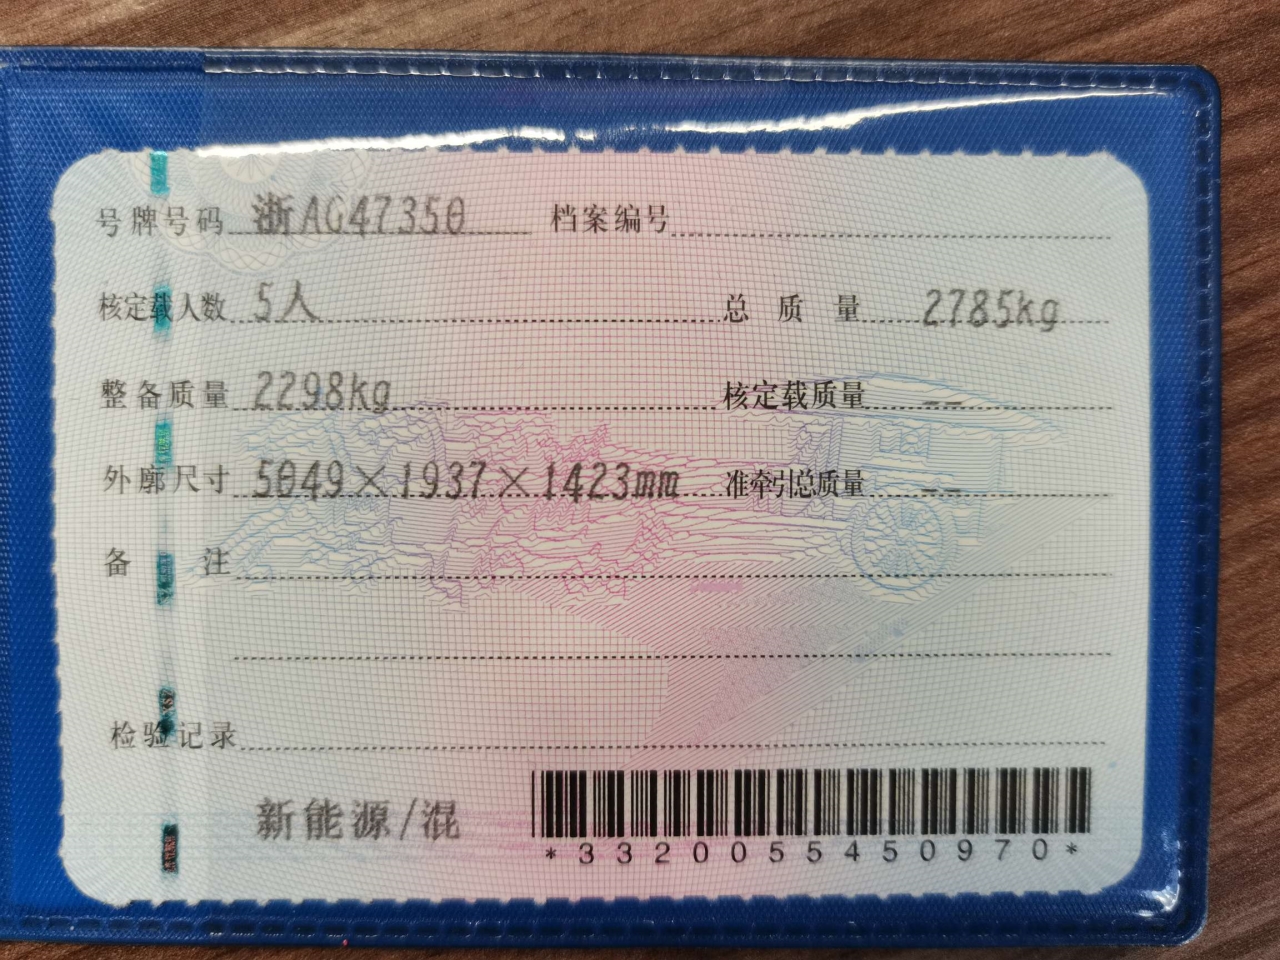 号牌号码 浙AG47350 档案编号
核定载人数 5人 总质量 2785kg
整备质量 2298kg 核定载质量 --
外廓尺寸 5049×1937×1423mm 准牵引总质量 --
备注
检验记录
新能源/混
*3320055450970*